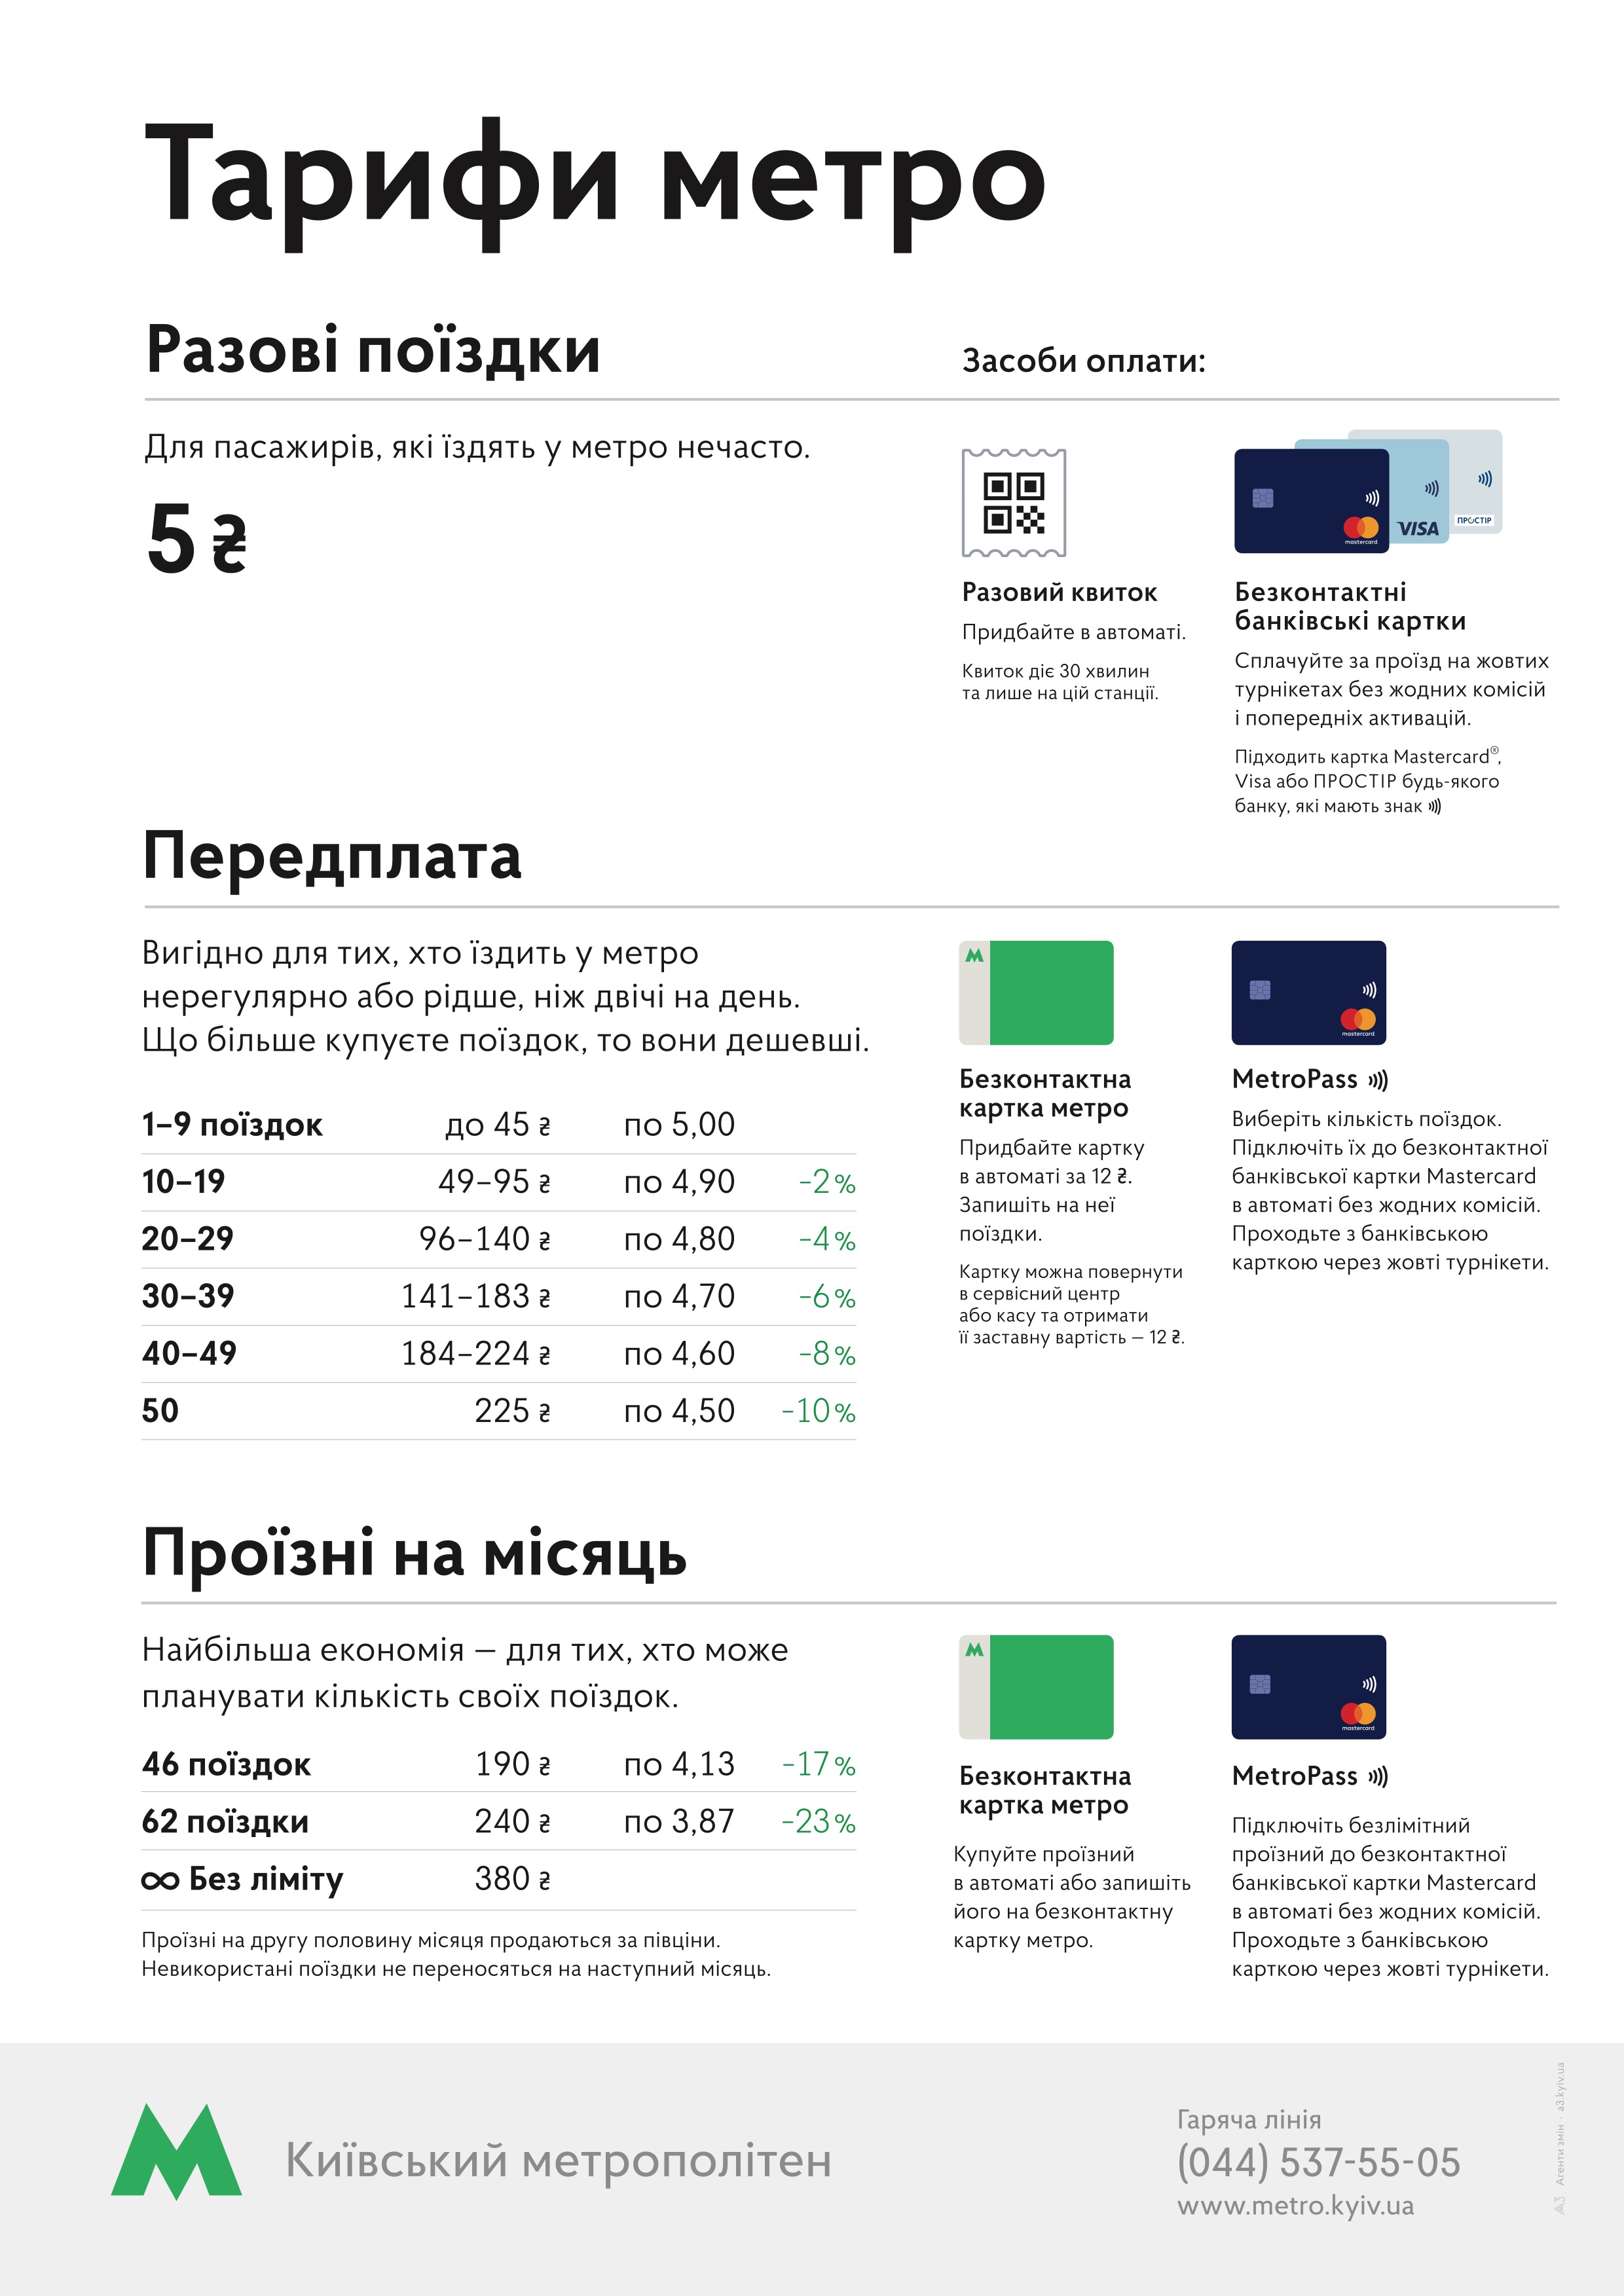 Тарифи метро
Разові поїздки
Засоби оплати:
Для пасажирів, які їздять у метро нечасто.
5 ₴
Разовий квиток
Придбайте в автоматі.
Квиток діє 30 хвилин
та лише на цій станції.
mastercard
VISA
ПРОСТІР
Безконтактні
банківські картки
Сплачуйте за проїзд на жовтих
турнікетах без жодних комісій
і попередніх активацій.
Підходить картка Mastercard®,
Visa або ПРОСТІР будь-якого
банку, які мають знак
Передплата
Вигідно для тих, хто їздить у метро
нерегулярно або рідше, ніж двічі на день.
Що більше купуєте поїздок, то вони дешевші.
1–9 поїздок до 45 ₴ по 5,00
10–19 49–95 ₴ по 4,90 –2%
20–29 96–140 ₴ по 4,80 –4%
30–39 141–183 ₴ по 4,70 –6%
40–49 184–224 ₴ по 4,60 –8%
50 225 ₴ по 4,50 –10%
Безконтактна
картка метро
Придбайте картку
в автоматі за 12 ₴.
Запишіть на неї
поїздки.
Картку можна повернути
в сервісний центр
або касу та отримати
її заставну вартість – 12 ₴.
mastercard
MetroPass
Виберіть кількість поїздок.
Підключіть їх до безконтактної
банківської картки Mastercard
в автоматі без жодних комісій.
Проходьте з банківською
карткою через жовті турнікети.
Проїзні на місяць
Найбільша економія – для тих, хто може
планувати кількість своїх поїздок.
46 поїздок 190 ₴ по 4,13 –17%
62 поїздки 240 ₴ по 3,87 –23%
∞ Без ліміту 380 ₴
Проїзні на другу половину місяця продаються за півціни.
Невикористані поїздки не переносяться на наступний місяць.
Безконтактна
картка метро
Купуйте проїзний
в автоматі або запишіть
його на безконтактну
картку метро.
mastercard
MetroPass
Підключіть безлімітний
проїзний до безконтактної
банківської картки Mastercard
в автоматі без жодних комісій.
Проходьте з банківською
карткою через жовті турнікети.
Київський метрополітен
Гаряча лінія
(044) 537-55-05
www.metro.kyiv.ua
АЗ Агенти змін · a3.kyiv.ua